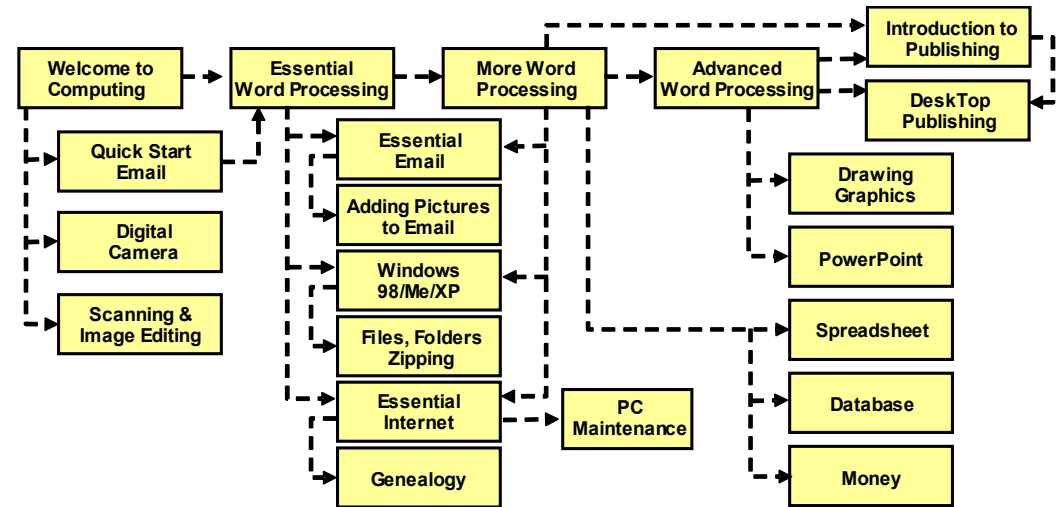 Welcome to
Computing
Essential
Word Processing
More Word
Processing
Advanced
Word Processing
Introduction to
Publishing
DeskTop
Publishing
Quick Start
Email
Digital
Camera
Scanning &
Image Editing
Essential
Email
Adding Pictures
to Email
Windows
98/Me/XP
Files, Folders
Zipping
Essential
Internet
Genealogy
PC
Maintenance
Drawing
Graphics
PowerPoint
Spreadsheet
Database
Money